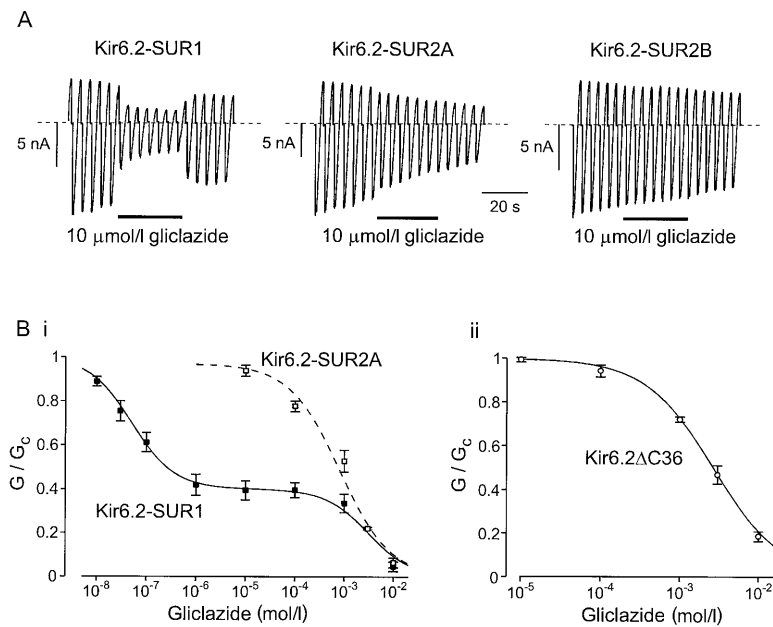 A
Kir6.2-SUR1
Kir6.2-SUR2A
Kir6.2-SUR2B
5 nA
5 nA
5 nA
20 s
10 μmol/l gliclazide
10 μmol/l gliclazide
10 μmol/l gliclazide
B i
ii
Kir6.2-SUR2A
Kir6.2-SUR1
G / Gc
1
0.8
0.6
0.4
0.2
0
10⁻⁸ 10⁻⁷ 10⁻⁶ 10⁻⁵ 10⁻⁴ 10⁻³ 10⁻²
Gliclazide (mol/l)
Kir6.2ΔC36
G / Gc
1
0.8
0.6
0.4
0.2
0
10⁻⁵ 10⁻⁴ 10⁻³ 10⁻²
Gliclazide (mol/l)